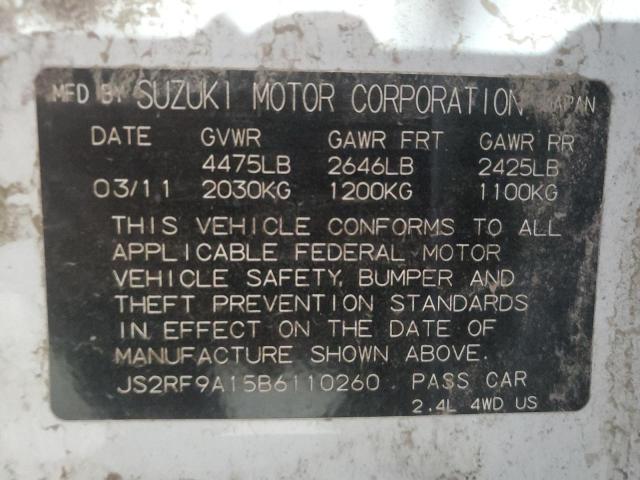 MFD BY SUZUKI MOTOR CORPORATION JAPAN
DATE GVWR GAWR FRT GAWR RR
4475LB 2646LB 2425LB
03/11 2030KG 1200KG 1100KG
THIS VEHICLE CONFORMS TO ALL
APPLICABLE FEDERAL MOTOR
VEHICLE SAFETY, BUMPER AND
THEFT PREVENTION STANDARDS
IN EFFECT ON THE DATE OF
MANUFACTURE SHOWN ABOVE.
JS2RF9A15B6110260 PASS CAR
2.4L 4WD US